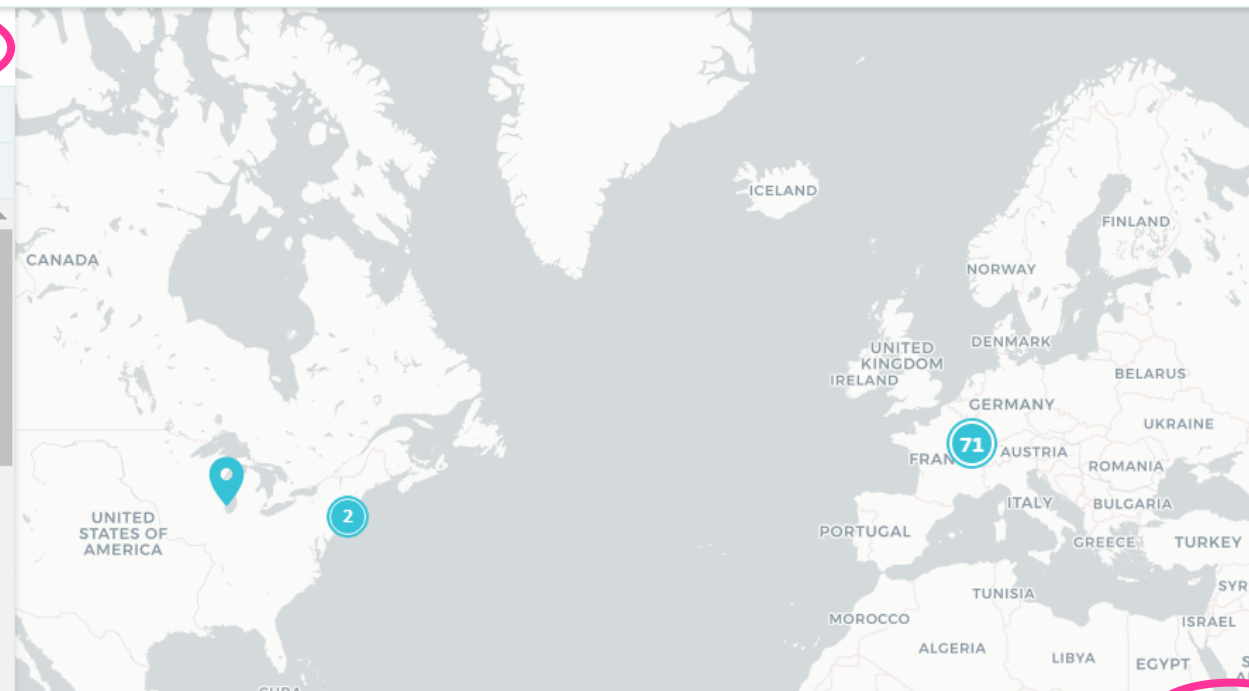 ICELAND
FINLAND
CANADA
NORWAY
DENMARK
UNITED
KINGDOM
IRELAND
BELARUS
GERMANY
UKRAINE
71
FRAN
AUSTRIA
ROMANIA
ITALY
BULGARIA
2
UNITED
STATES OF
AMERICA
PORTUGAL
GREECE
TURKEY
SYR
TUNISIA
MOROCCO
ISRAEL
ALGERIA
LIBYA
EGYPT
S
CUBA